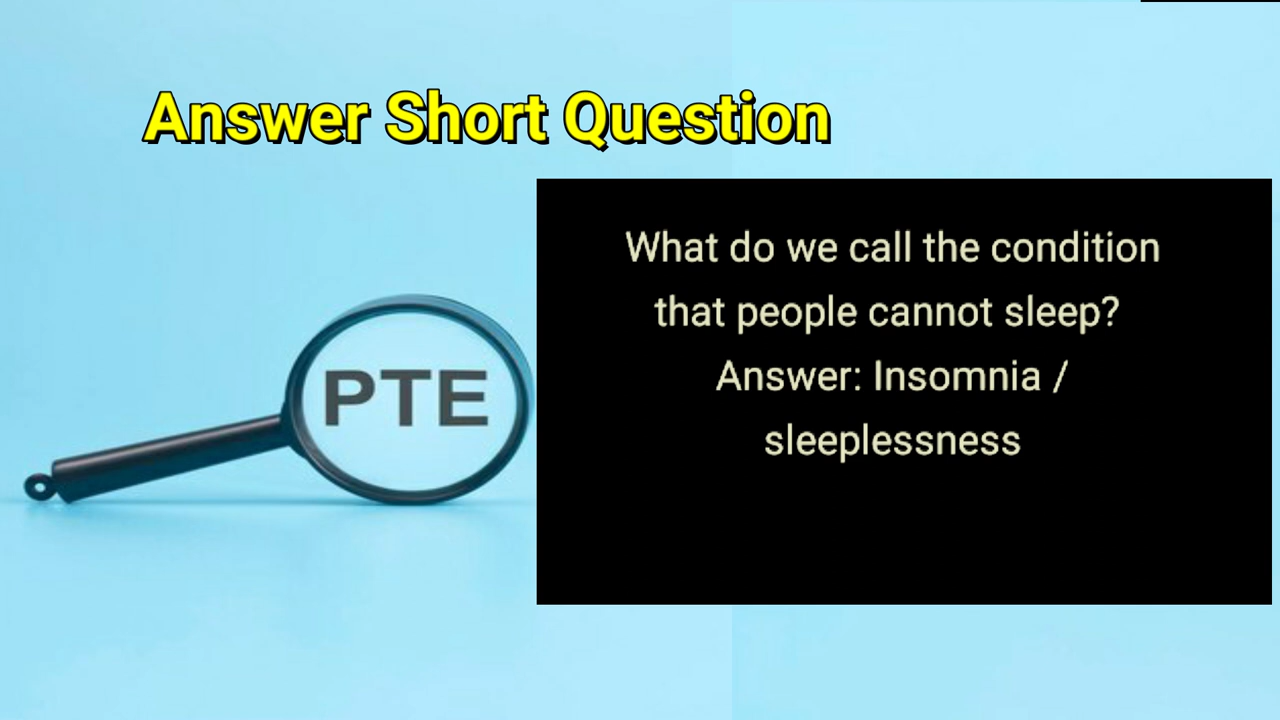 Answer Short Question
What do we call the condition
that people cannot sleep?
PTE
Answer: Insomnia /
sleeplessness